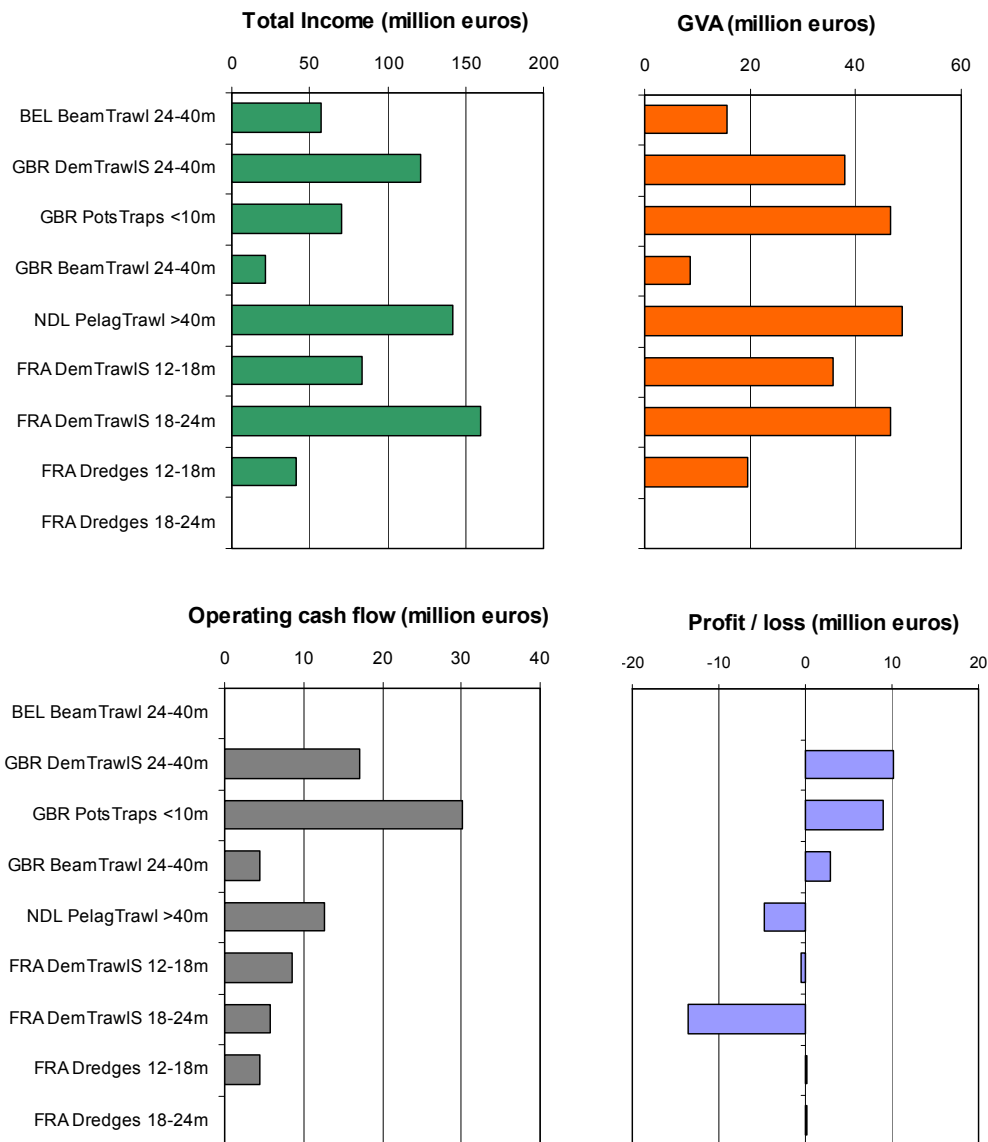 Total Income (million euros)
GVA (million euros)
0 50 100 150 200
0 20 40 60
BEL BeamTrawl 24-40m
GBR DemTrawlS 24-40m
GBR PotsTraps <10m
GBR BeamTrawl 24-40m
NDL PelagTrawl >40m
FRA DemTrawlS 12-18m
FRA DemTrawlS 18-24m
FRA Dredges 12-18m
FRA Dredges 18-24m
Operating cash flow (million euros)
Profit / loss (million euros)
0 10 20 30 40
-20 -10 0 10 20
BEL BeamTrawl 24-40m
GBR DemTrawlS 24-40m
GBR PotsTraps <10m
GBR BeamTrawl 24-40m
NDL PelagTrawl >40m
FRA DemTrawlS 12-18m
FRA DemTrawlS 18-24m
FRA Dredges 12-18m
FRA Dredges 18-24m